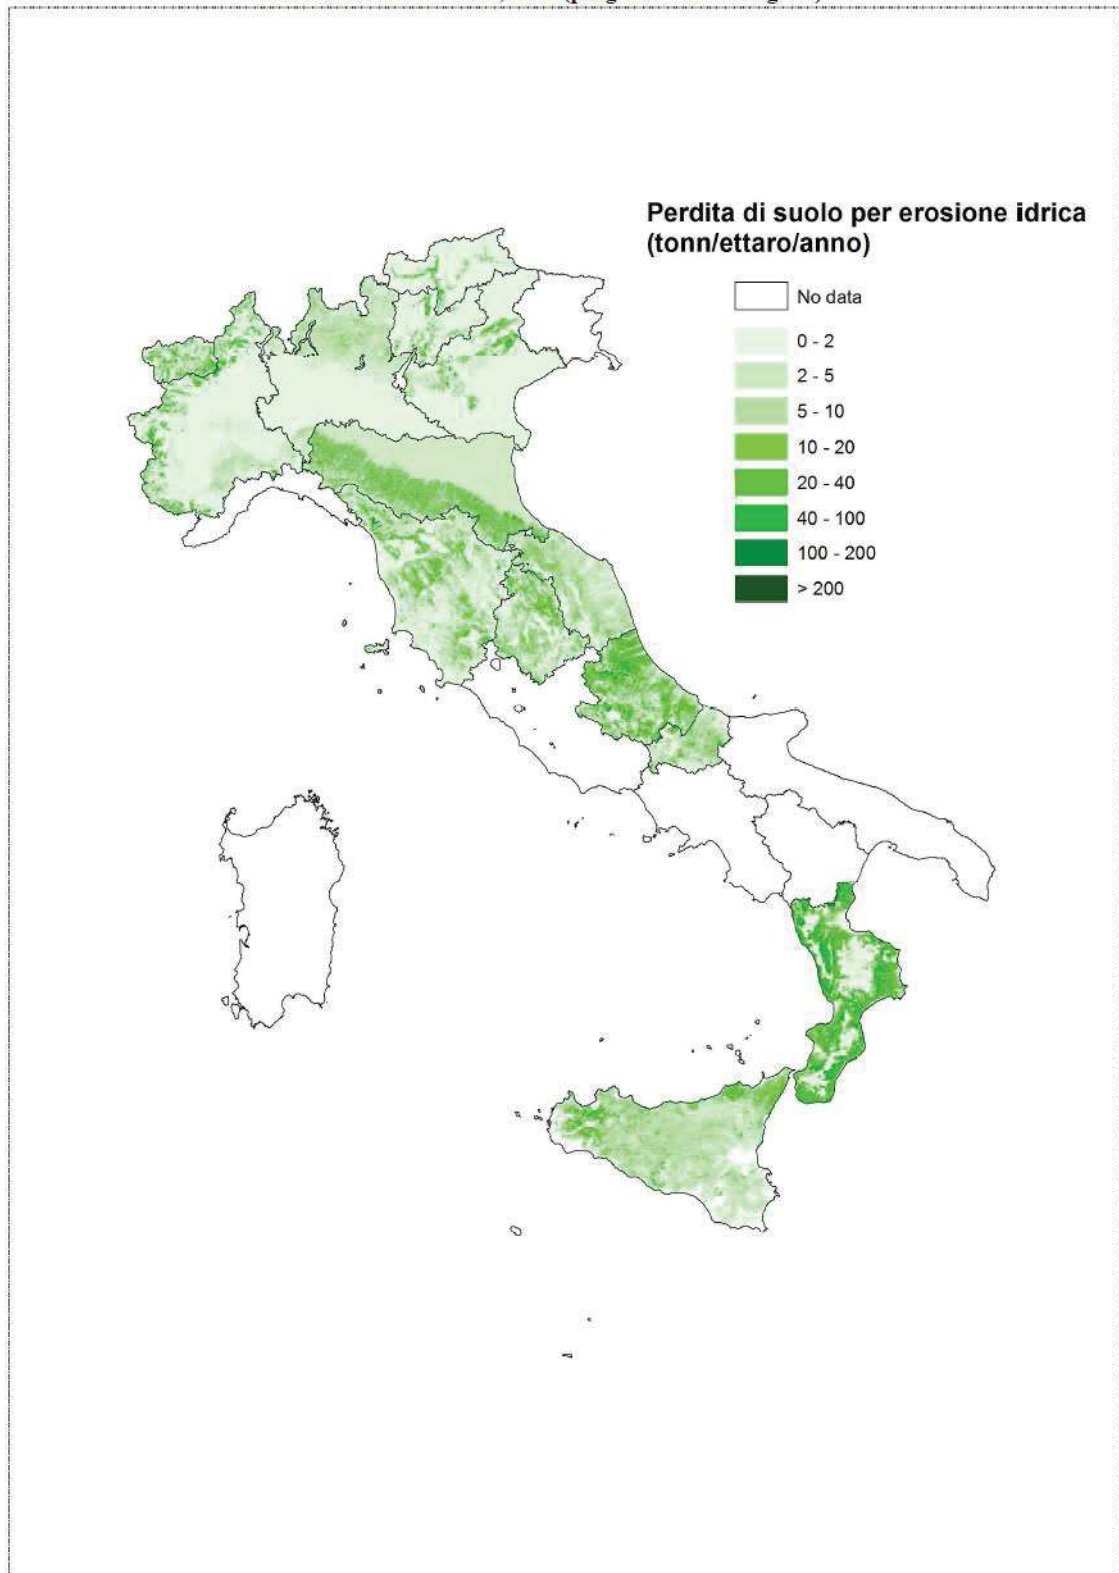 Perdita di suolo per erosione idrica
(tonn/ettaro/anno)
No data
0 - 2
2 - 5
5 - 10
10 - 20
20 - 40
40 - 100
100 - 200
> 200